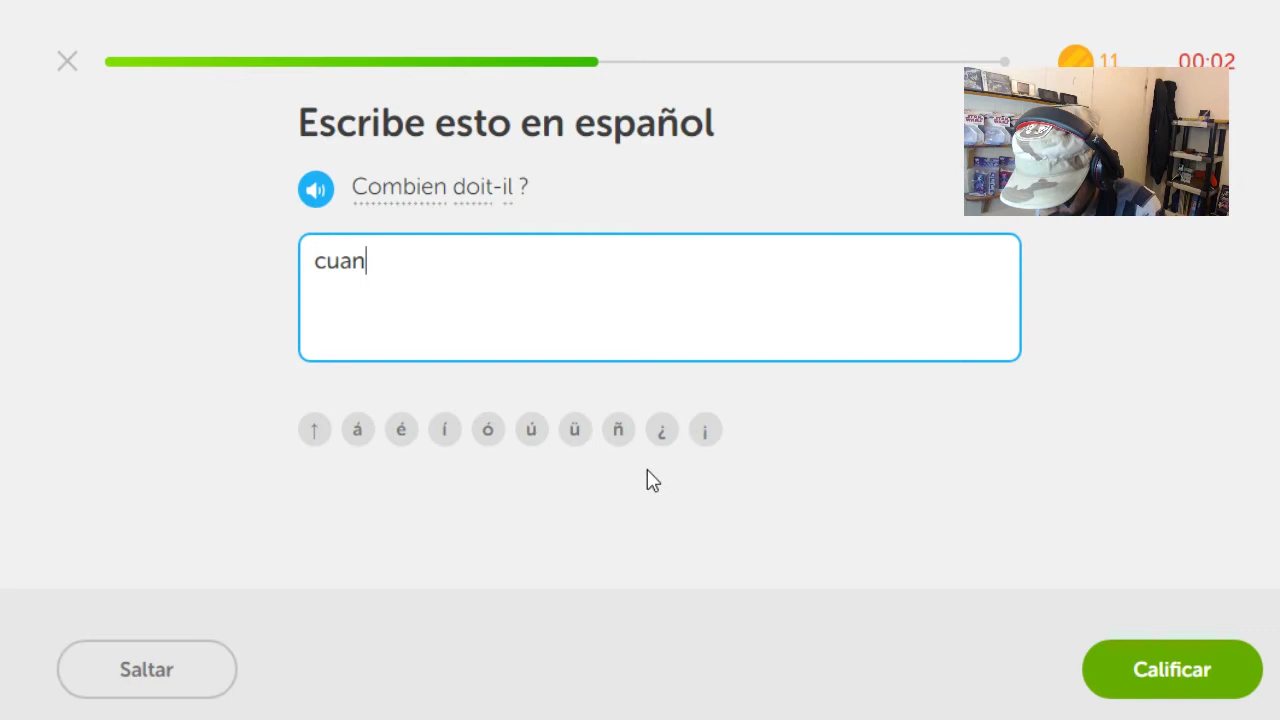 11
00:02
Escribe esto en español
Combien doit-il ?
cuan
↑ á é í ó ú ü ñ ¿ ¡
Saltar
Calificar